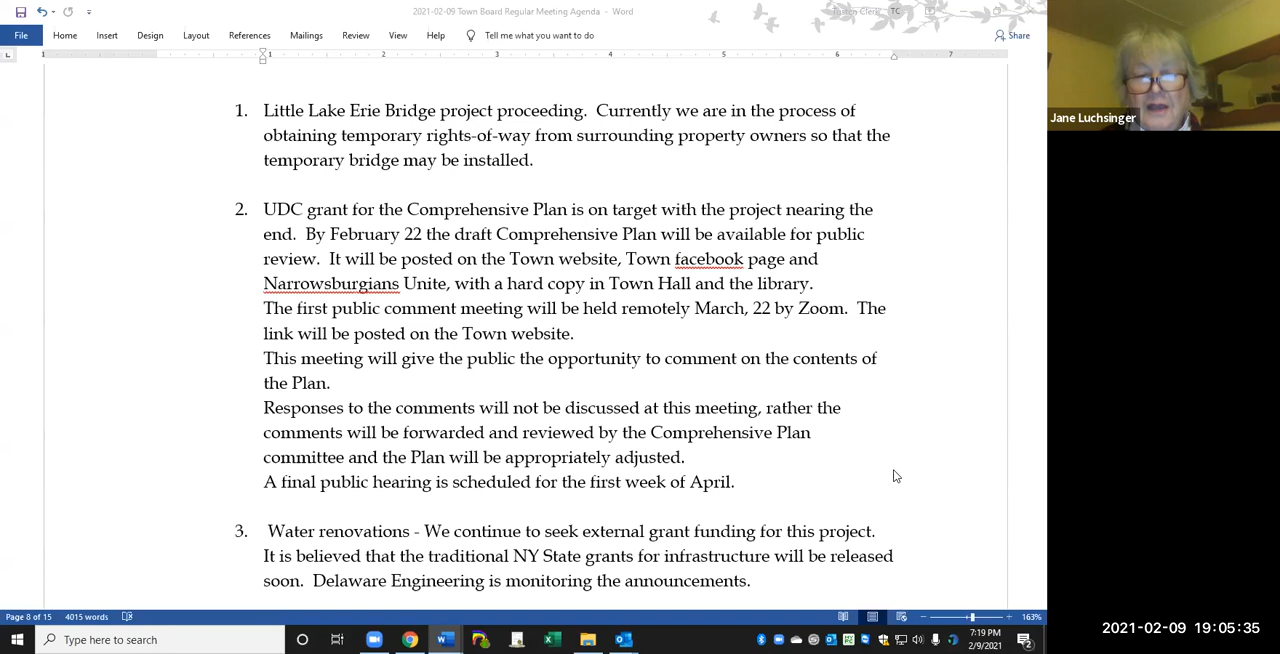 2021-02-09 Town Board Regular Meeting Agenda - Word
TC
File Home Insert Design Layout References Mailings Review View Help Tell me what you want to do Share
1 1 2 3 4 5 6 7
1. Little Lake Erie Bridge project proceeding. Currently we are in the process of
obtaining temporary rights-of-way from surrounding property owners so that the
temporary bridge may be installed.
2. UDC grant for the Comprehensive Plan is on target with the project nearing the
end. By February 22 the draft Comprehensive Plan will be available for public
review. It will be posted on the Town website, Town facebook page and
Narrowsburgians Unite, with a hard copy in Town Hall and the library.
The first public comment meeting will be held remotely March, 22 by Zoom. The
link will be posted on the Town website.
This meeting will give the public the opportunity to comment on the contents of
the Plan.
Responses to the comments will not be discussed at this meeting, rather the
comments will be forwarded and reviewed by the Comprehensive Plan
committee and the Plan will be appropriately adjusted.
A final public hearing is scheduled for the first week of April.
3. Water renovations - We continue to seek external grant funding for this project.
It is believed that the traditional NY State grants for infrastructure will be released
soon. Delaware Engineering is monitoring the announcements.
Page 8 of 15 4015 words 163%
Type here to search
7:19 PM
2/9/2021
2
Jane Luchsinger
2021-02-09 19:05:35